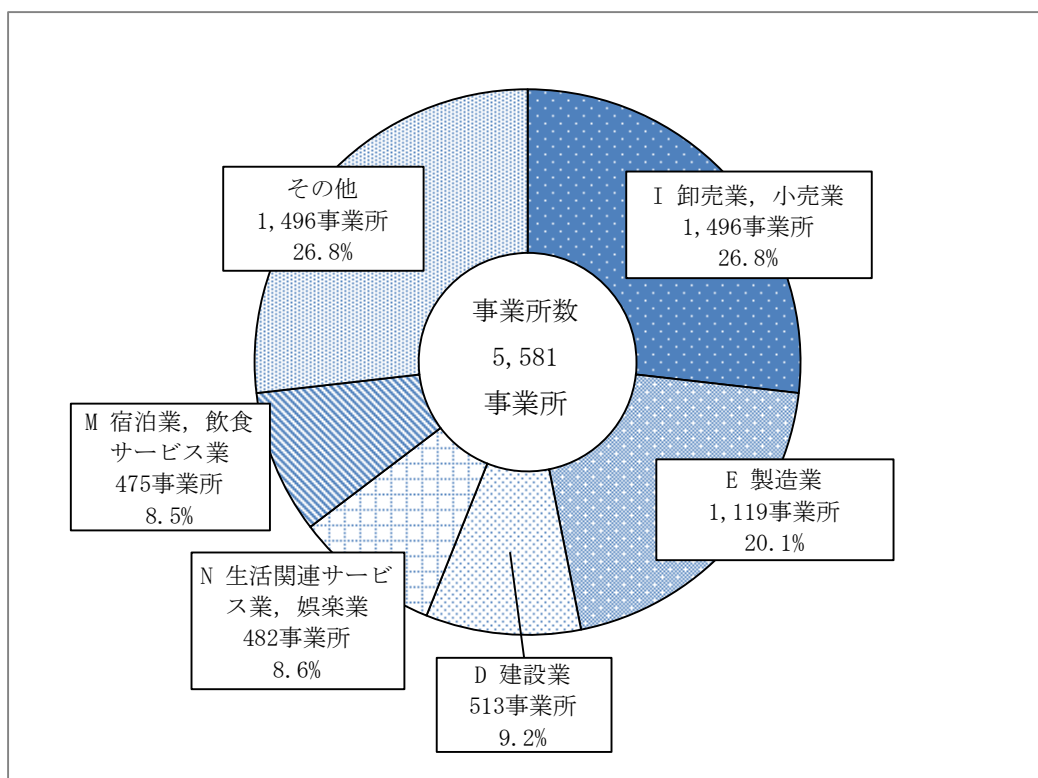 事業所数
5,581
事業所
I 卸売業，小売業
1,496事業所
26.8%
E 製造業
1,119事業所
20.1%
D 建設業
513事業所
9.2%
N 生活関連サービ
ス業，娯楽業
482事業所
8.6%
M 宿泊業，飲食
サービス業
475事業所
8.5%
その他
1,496事業所
26.8%